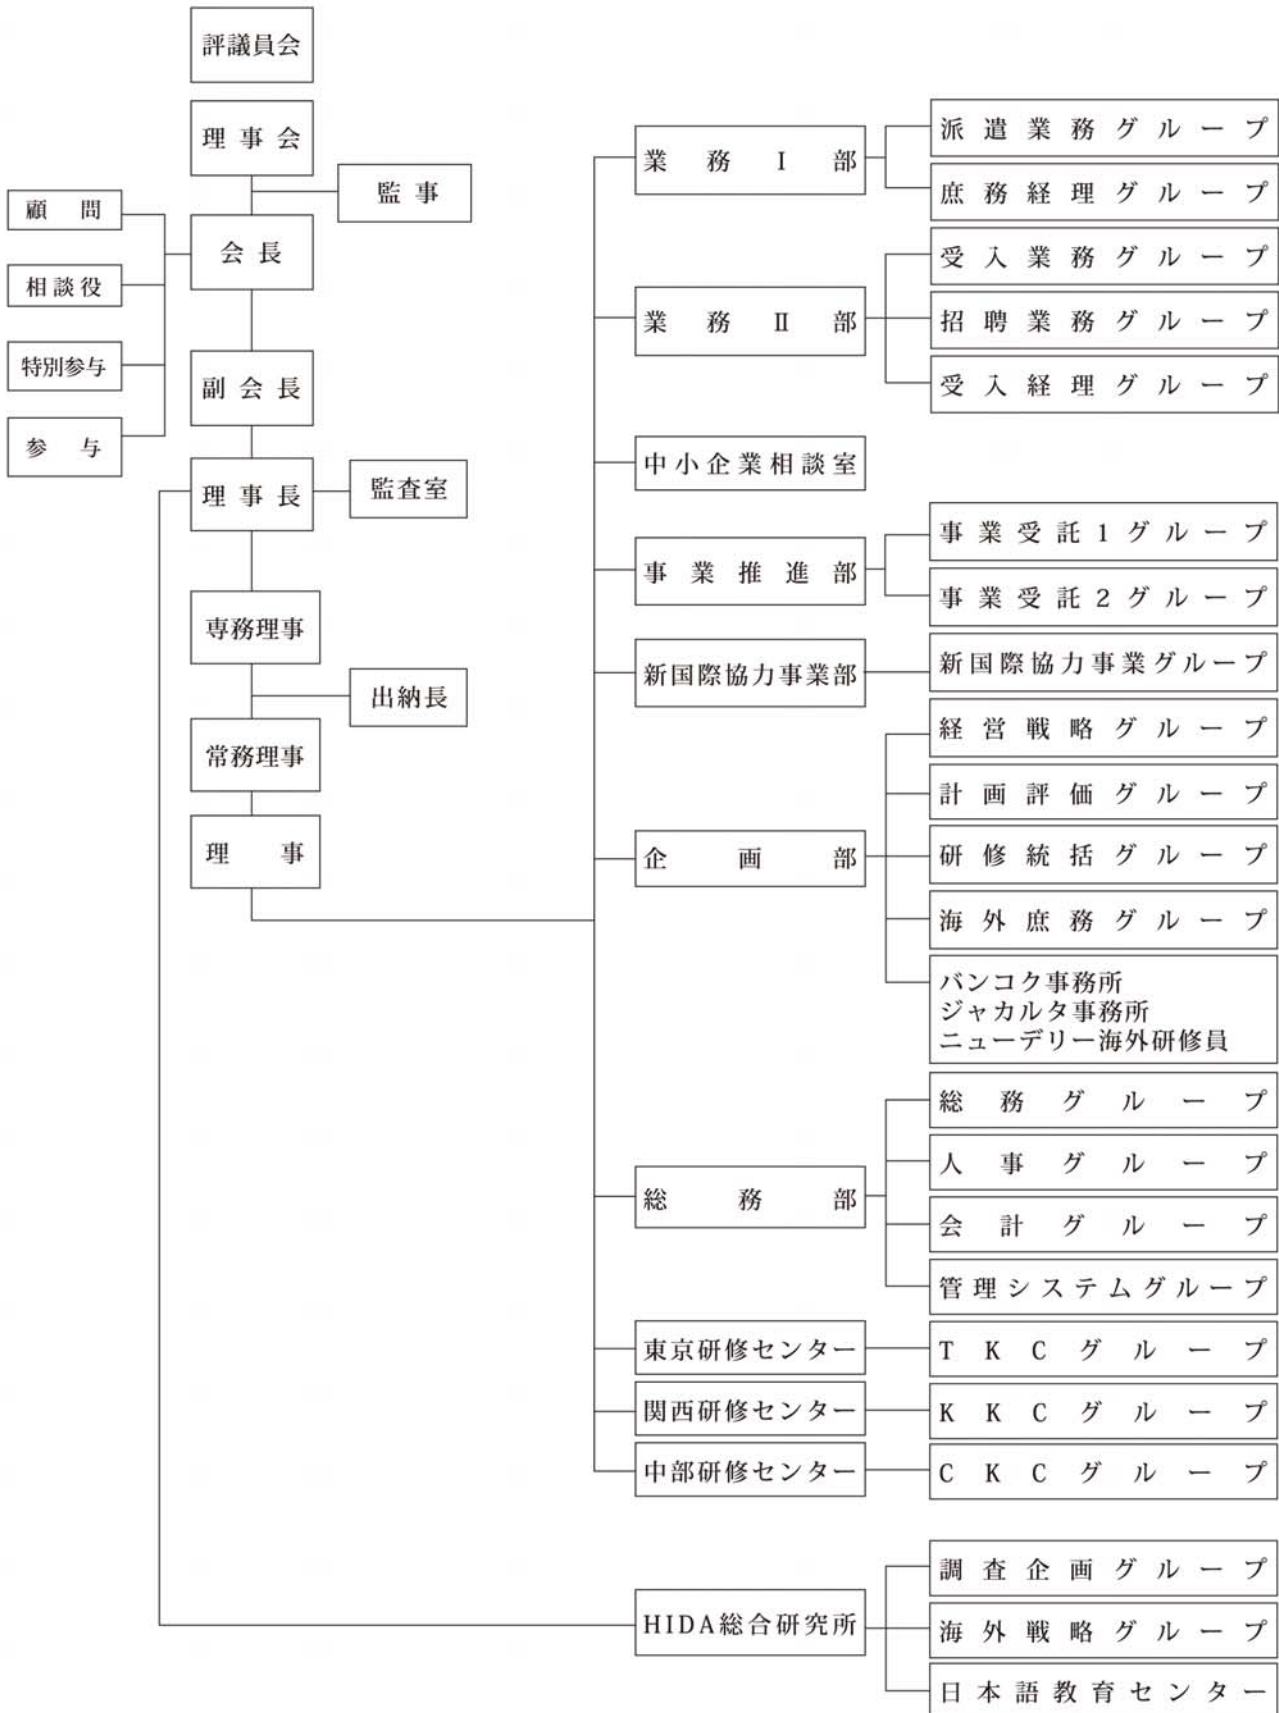 評議員会
理事会
監事
顧問
相談役
特別参与
参与
会長
副会長
理事長
監査室
専務理事
出納長
常務理事
理事
業務Ⅰ部
派遣業務グループ
庶務経理グループ
業務Ⅱ部
受入業務グループ
招聘業務グループ
受入経理グループ
中小企業相談室
事業推進部
事業受託1グループ
事業受託2グループ
新国際協力事業部
新国際協力事業グループ
企画部
経営戦略グループ
計画評価グループ
研修統括グループ
海外庶務グループ
バンコク事務所
ジャカルタ事務所
ニューデリー海外研修員
総務部
総務グループ
人事グループ
会計グループ
管理システムグループ
東京研修センター
TKCグループ
関西研修センター
KKCグループ
中部研修センター
CKCグループ
HIDA総合研究所
調査企画グループ
海外戦略グループ
日本語教育センター